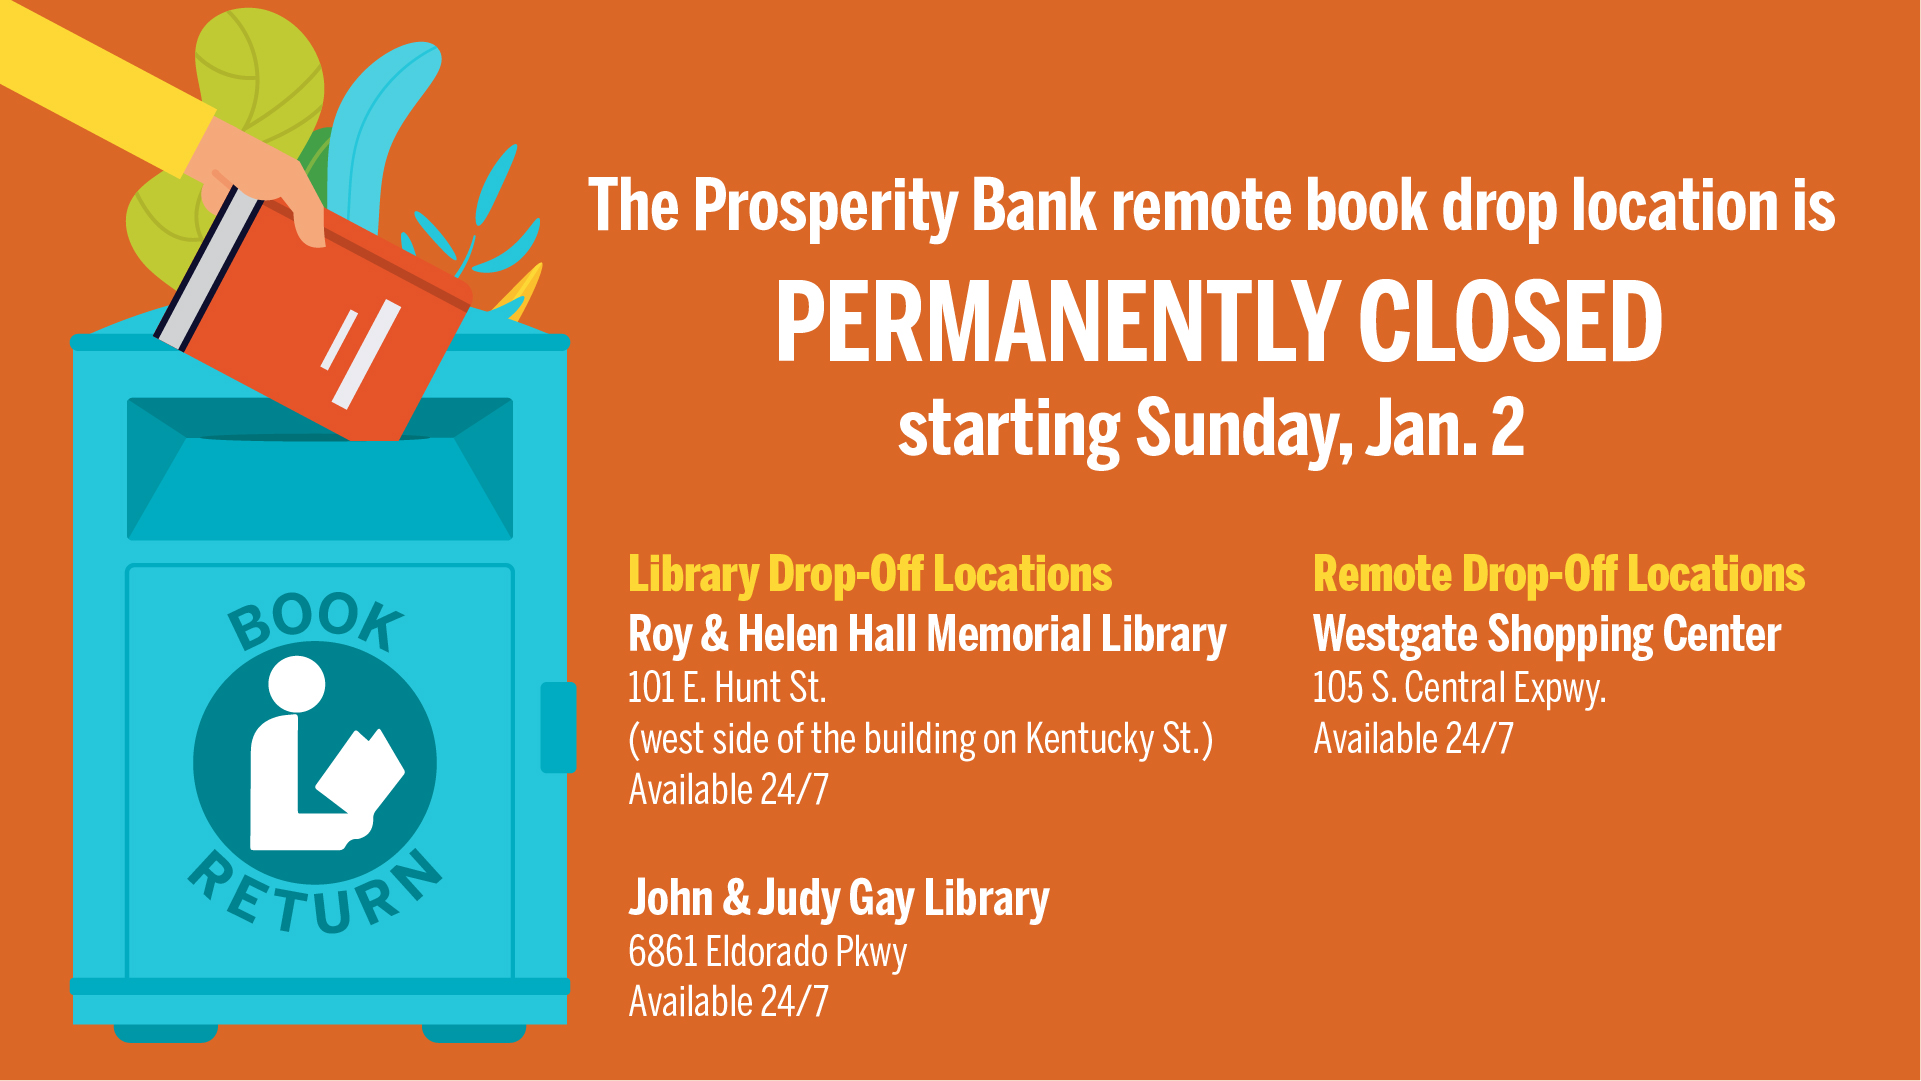 The Prosperity Bank remote book drop location is
PERMANENTLY CLOSED
starting Sunday, Jan. 2
Library Drop-Off Locations
Roy & Helen Hall Memorial Library
101 E. Hunt St.
(west side of the building on Kentucky St.)
Available 24/7
John & Judy Gay Library
6861 Eldorado Pkwy
Available 24/7
Remote Drop-Off Locations
Westgate Shopping Center
105 S. Central Expwy.
Available 24/7
BOOK
RETURN